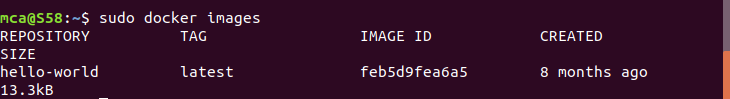 mca@S58:~$ sudo docker images
REPOSITORY TAG IMAGE ID CREATED
SIZE
hello-world latest feb5d9fea6a5 8 months ago
13.3kB